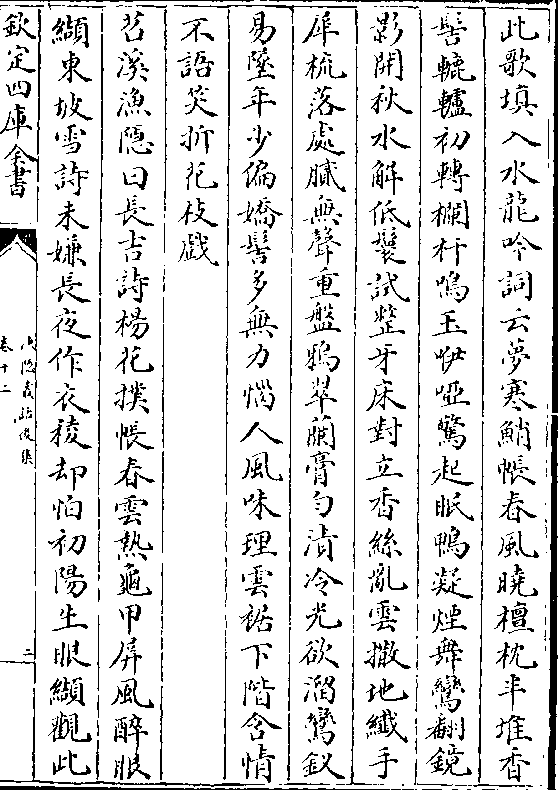 此歌填入水龍吟詞云夢寒鮹帳春風曉檀枕半堆香
髻轆轤初轉欄杆鳴玉咿啞驚起眠鴨凝煙舞鸞翻鏡
影開秋水解低鬟試整牙床對立香絲亂雲撒地纖手
犀梳落處膩無聲重盤鴉翠蘭膏勻漬冷光欲溜鸞釵
易墜年少偏嬌髻多無力惱人風味理雲裾下階含情
不語笑折花枝戲
苕溪漁隱曰長吉詩楊花撲帳春雲熱龜甲屏風醉眼
纈東坡雪詩未嫌長夜作衣稜却怕初陽生眼纈觀此
欽定四庫全書
漁隱叢話後集
卷十二
二